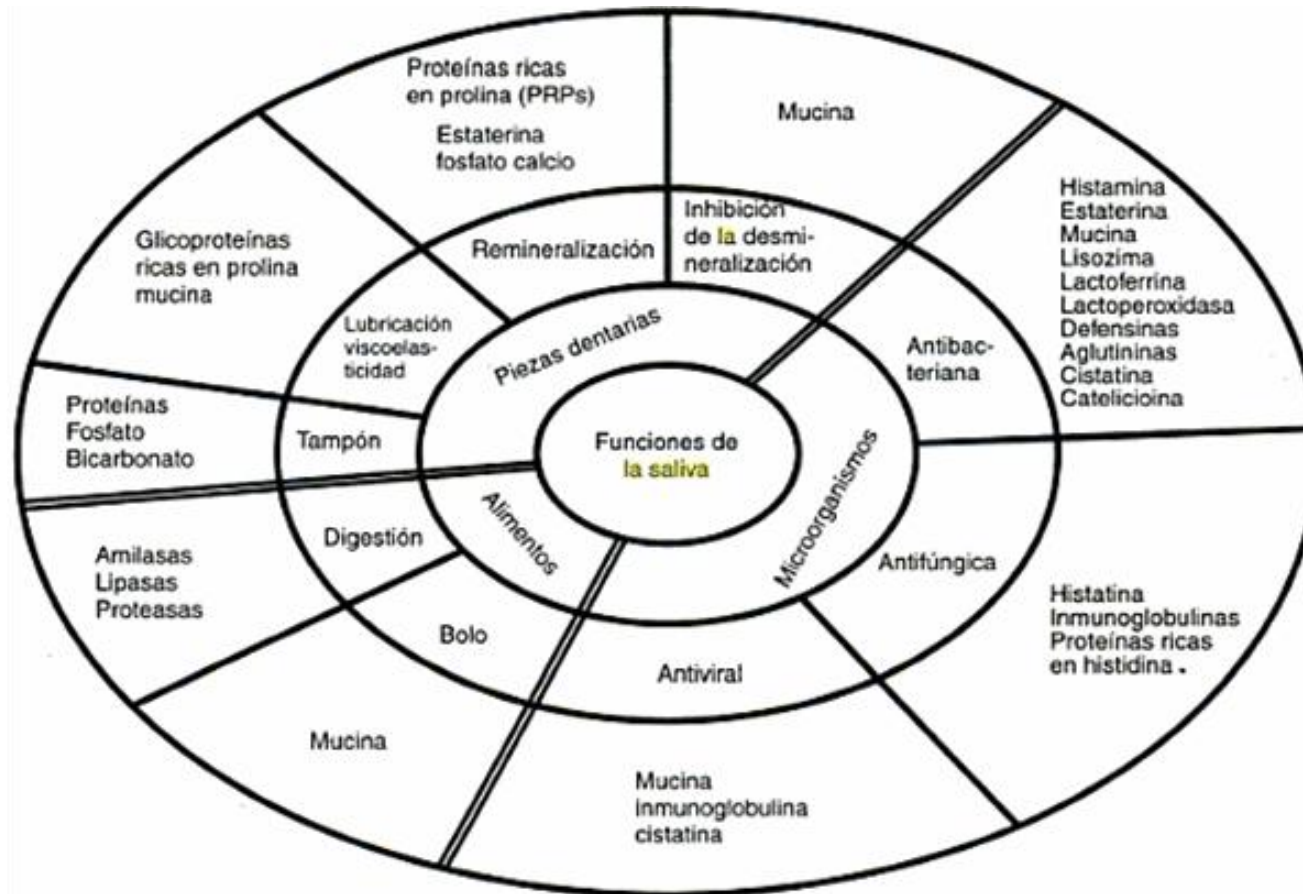 Proteínas ricas
en prolina (PRPs)
Estaterina
fosfato calcio
Mucina
Histamina
Estaterina
Mucina
Lisozima
Lactoferrina
Lactoperoxidasa
Defensinas
Aglutininas
Cistatina
Catelicioina
Glicoproteínas
ricas en prolina
mucina
Remineralización
Inhibición
de la desmi-
neralización
Lubricación
viscoelas-
ticidad
Piezas dentarias
Antibac-
teriana
Proteínas
Fosfato
Bicarbonato
Tampón
Funciones de
la saliva
Microorganismos
Alimentos
Digestión
Amilasas
Lipasas
Proteasas
Antifúngica
Histatina
Inmunoglobulinas
Proteínas ricas
en histidina.
Bolo
Antiviral
Mucina
Mucina
Inmunoglobulina
cistatina